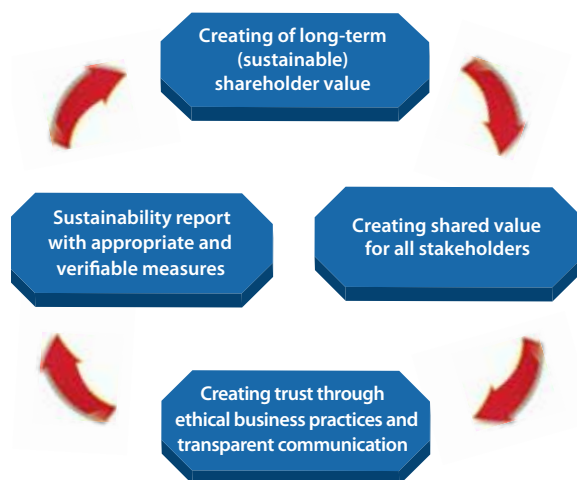 Creating of long-term
(sustainable)
shareholder value
Sustainability report
with appropriate and
verifiable measures
Creating shared value
for all stakeholders
Creating trust through
ethical business practices and
transparent communication